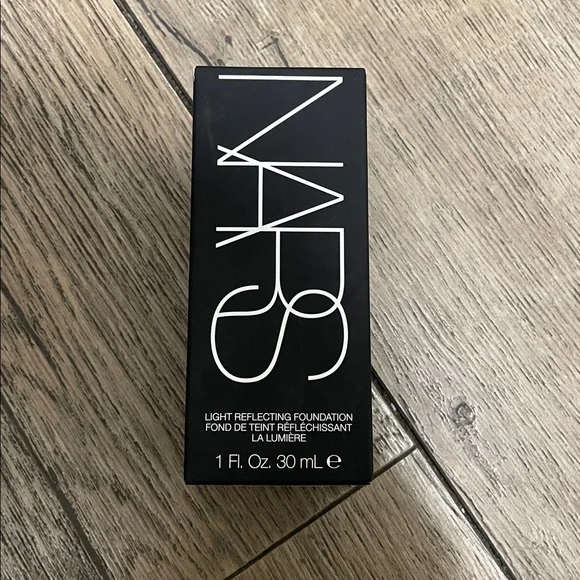 NARS
LIGHT REFLECTING FOUNDATION
FOND DE TEINT RÉFLÉCHISSANT
LA LUMIÈRE
1 Fl. Oz. 30 mL ℮